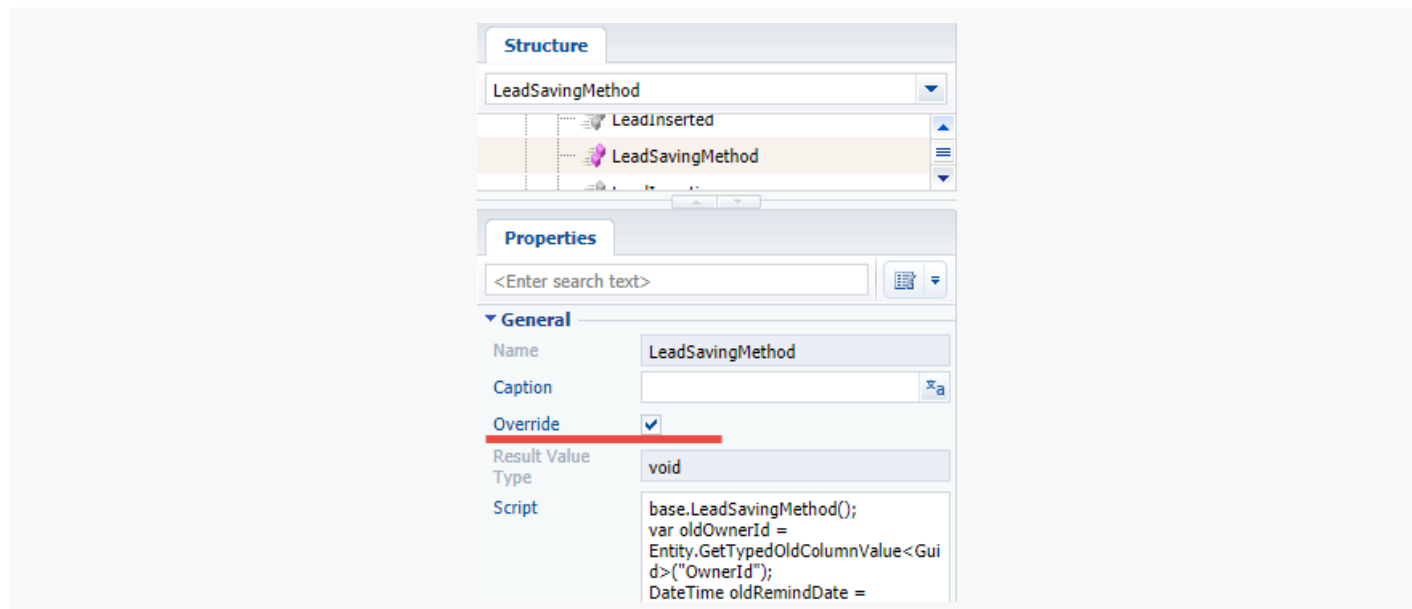 Structure
LeadSavingMethod
LeadInserted
LeadSavingMethod
Properties
<Enter search text>
General
Name
LeadSavingMethod
Caption
Override
Result Value
Type
void
Script
base.LeadSavingMethod();
var oldOwnerId =
Entity.GetTypedOldColumnValue<Gui
d>("OwnerId");
DateTime oldRemindDate =